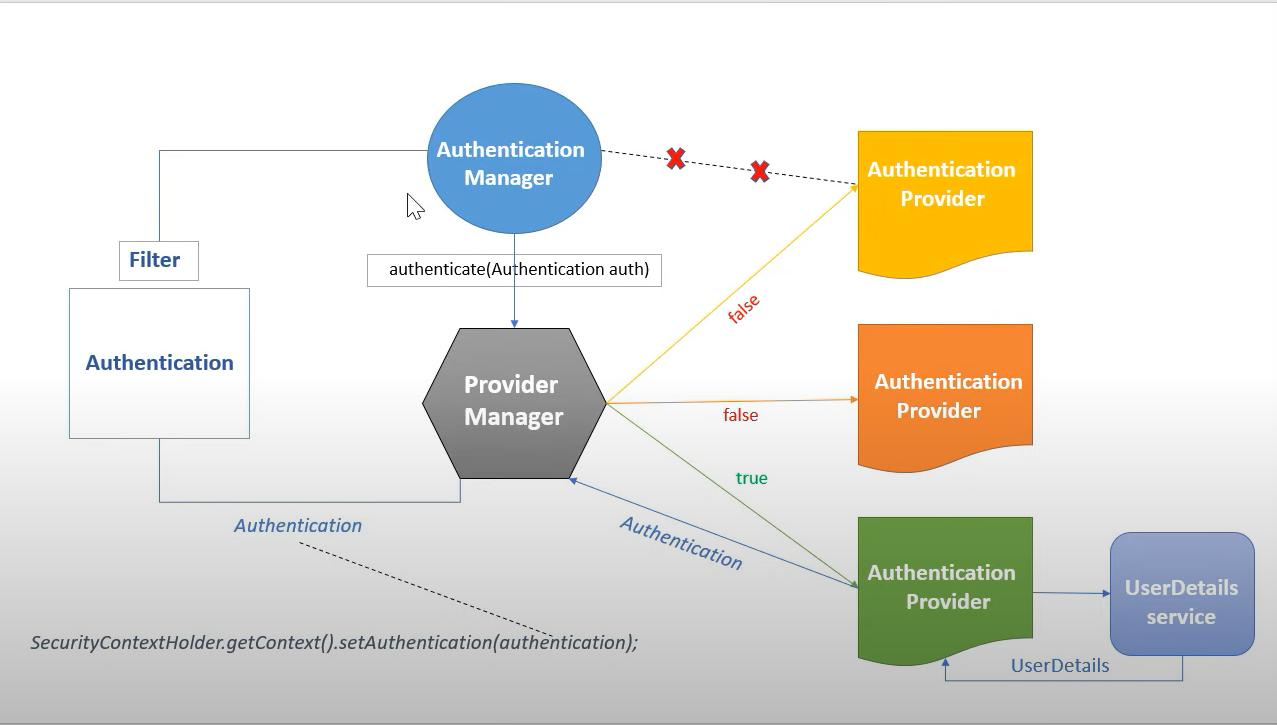 Authentication
Manager
Authentication
Provider
Filter
authenticate(Authentication auth)
false
Authentication
Provider
Manager
Authentication
Provider
false
true
Authentication
Authentication
Authentication
Provider
UserDetails
service
SecurityContextHolder.getContext().setAuthentication(authentication);
UserDetails